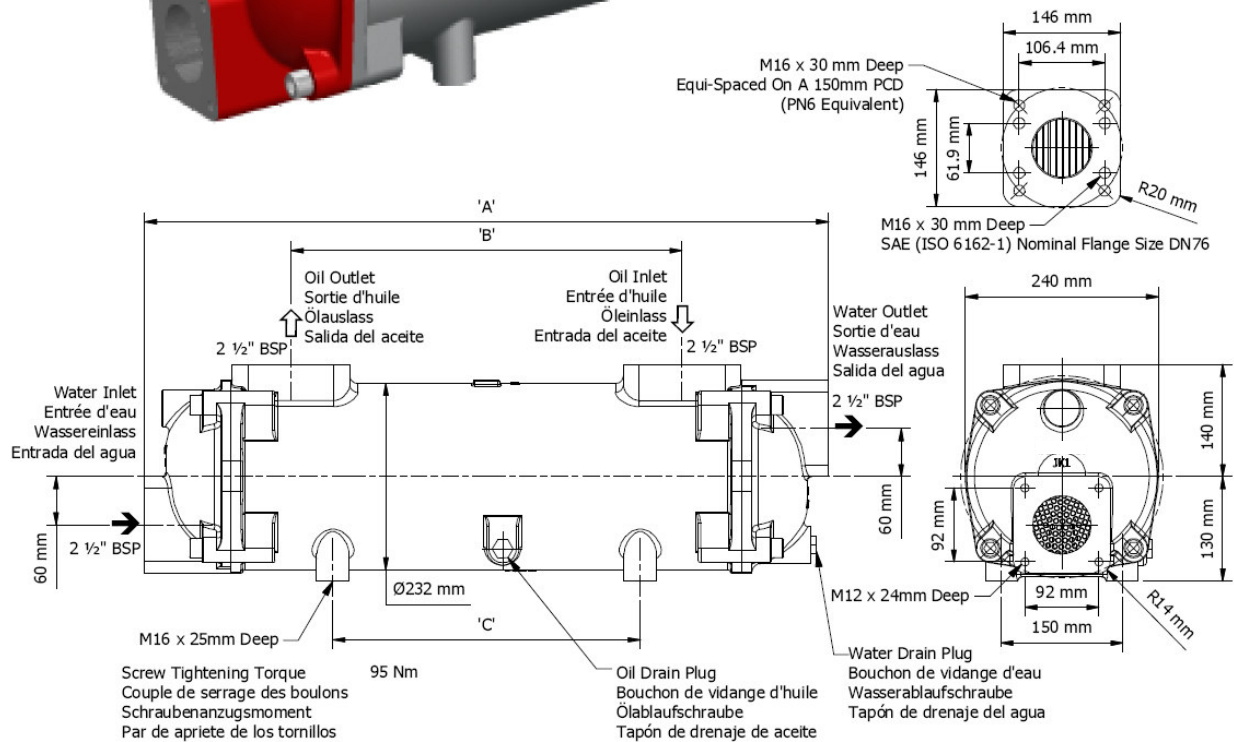 146 mm
106.4 mm
M16 x 30 mm Deep
Equi-Spaced On A 150mm PCD
(PN6 Equivalent)
146 mm
61.9 mm
R20 mm
M16 x 30 mm Deep
SAE (ISO 6162-1) Nominal Flange Size DN76
'A'
'B'
Oil Outlet
Sortie d'huile
Ölauslass
Salida del aceite
2 ½" BSP
Oil Inlet
Entrée d'huile
Öleinlass
Entrada del aceite
2 ½" BSP
Water Outlet
Sortie d'eau
Wasserauslass
Salida del agua
2 ½" BSP
Water Inlet
Entrée d'eau
Wassereinlass
Entrada del agua
2 ½" BSP
60 mm
60 mm
Ø232 mm
'C'
M16 x 25mm Deep
Screw Tightening Torque
Couple de serrage des boulons
Schraubenanzugsmoment
Par de apriete de los tornillos
95 Nm
Oil Drain Plug
Bouchon de vidange d'huile
Ölablaufschraube
Tapón de drenaje de aceite
Water Drain Plug
Bouchon de vidange d'eau
Wasserablaufschraube
Tapón de drenaje del agua
240 mm
140 mm
130 mm
JK1
92 mm
M12 x 24mm Deep
92 mm
150 mm
R14 mm